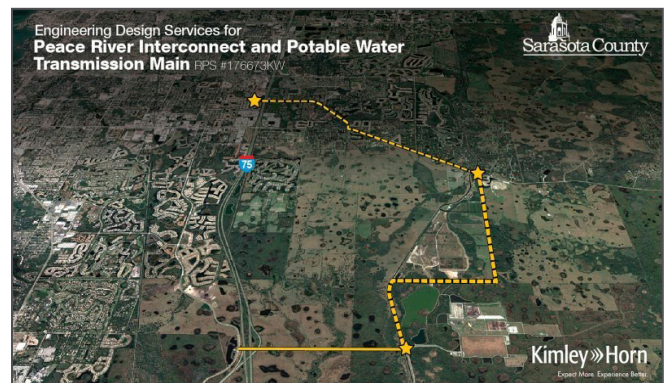 Engineering Design Services for
Peace River Interconnect and Potable Water
Transmission Main RPS #176673KW
Sarasota County
75
Kimley»Horn
Expect More. Experience Better.